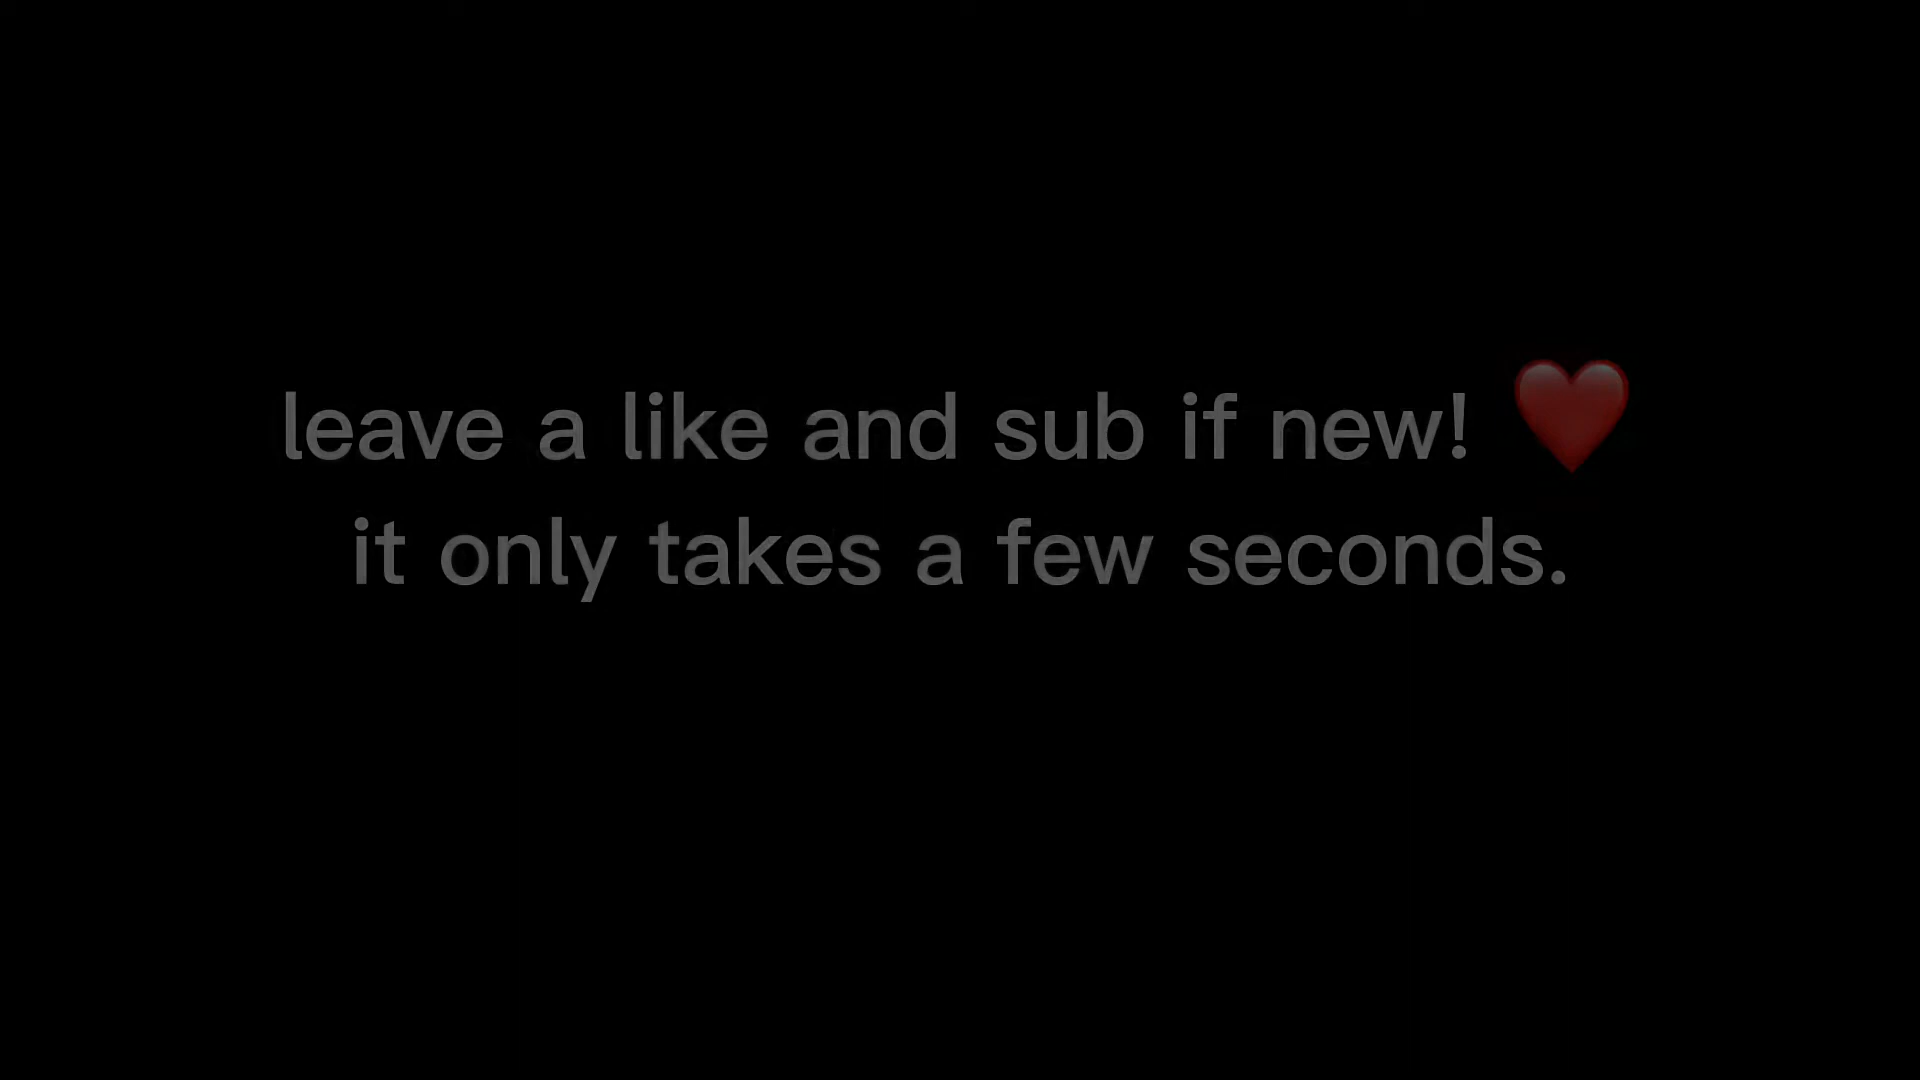 leave a like and sub if new! ❤️
it only takes a few seconds.